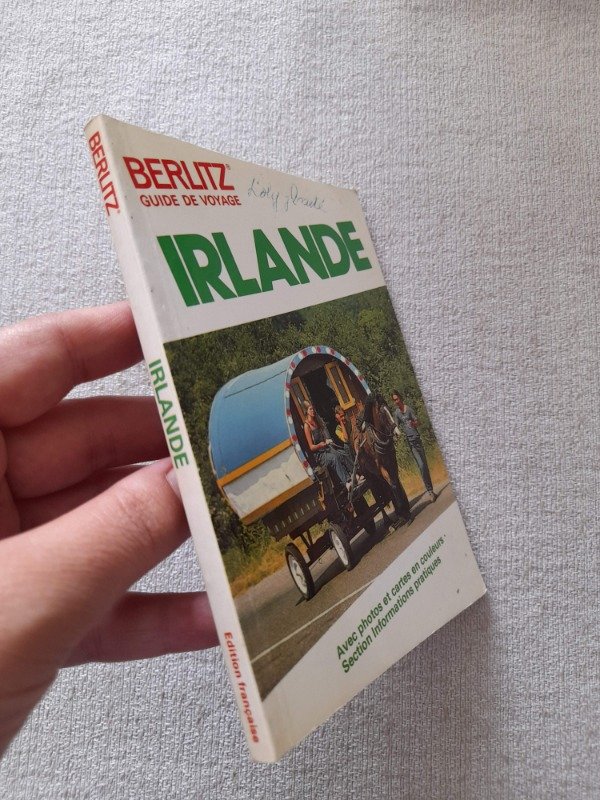 BERLITZ®
GUIDE DE VOYAGE
IRLANDE
Avec photos et cartes en couleurs
Section Informations pratiques
BERLITZ®
IRLANDE
Edition française